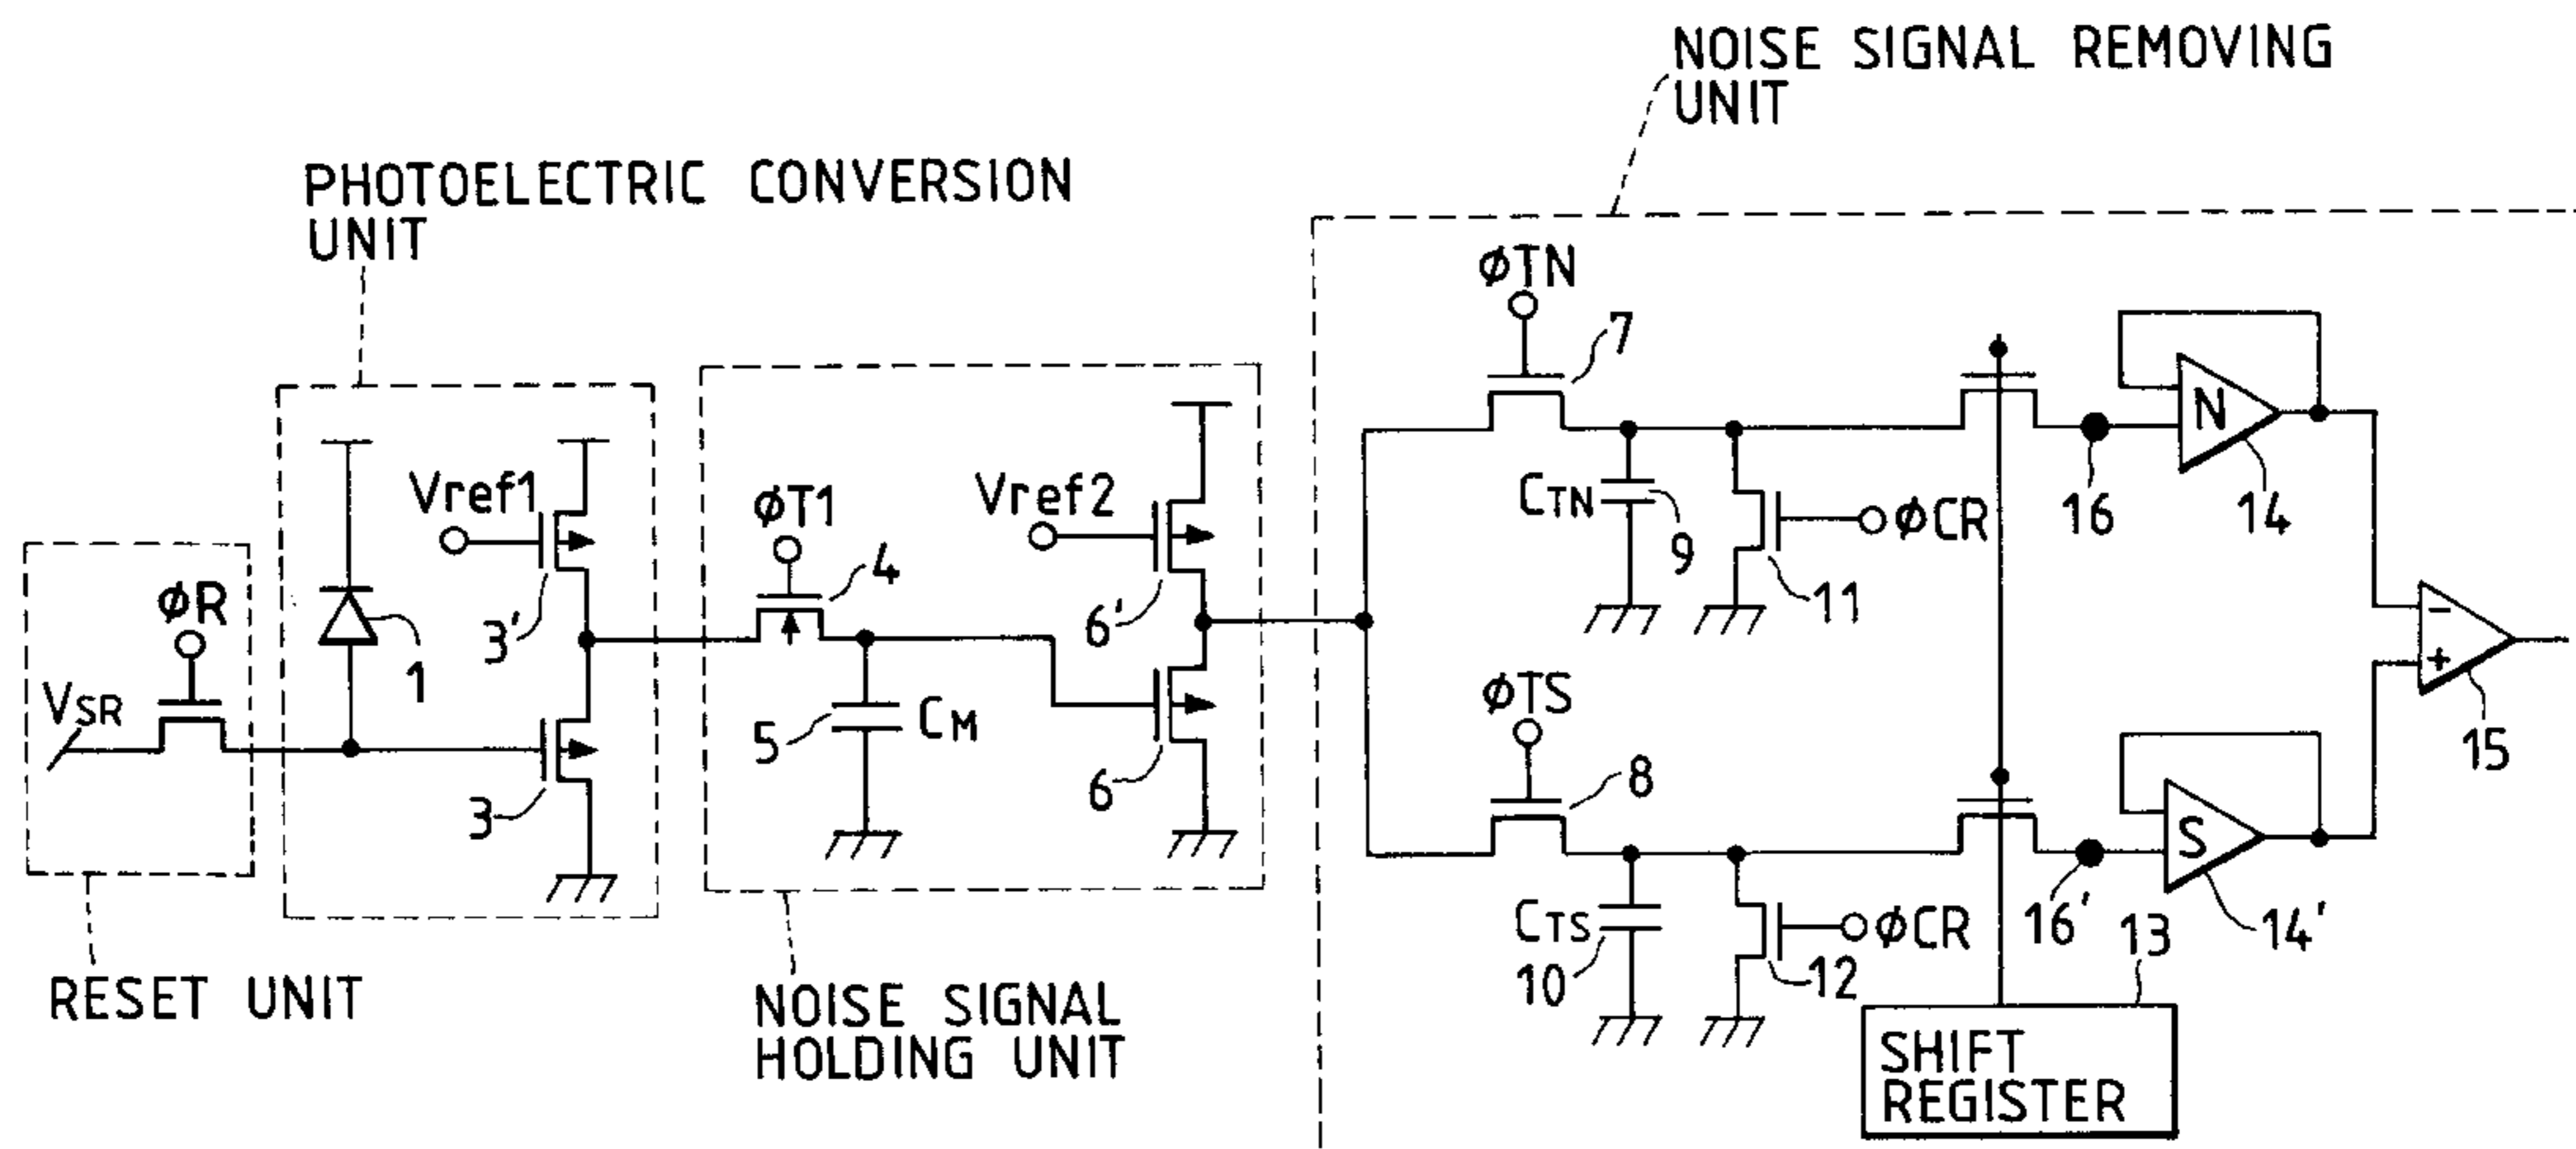 NOISE SIGNAL REMOVING
UNIT
PHOTOELECTRIC CONVERSION
UNIT
φTN
7
N
Vref1
φT1
Vref2
CTN
φCR
16
14
9
φR
4
3'
6'
11
1
VSR
φTS
−
+
5
CM
8
15
3
6
S
CTS
φCR
16'
13
14'
10
12
RESET UNIT
NOISE SIGNAL
HOLDING UNIT
SHIFT
REGISTER